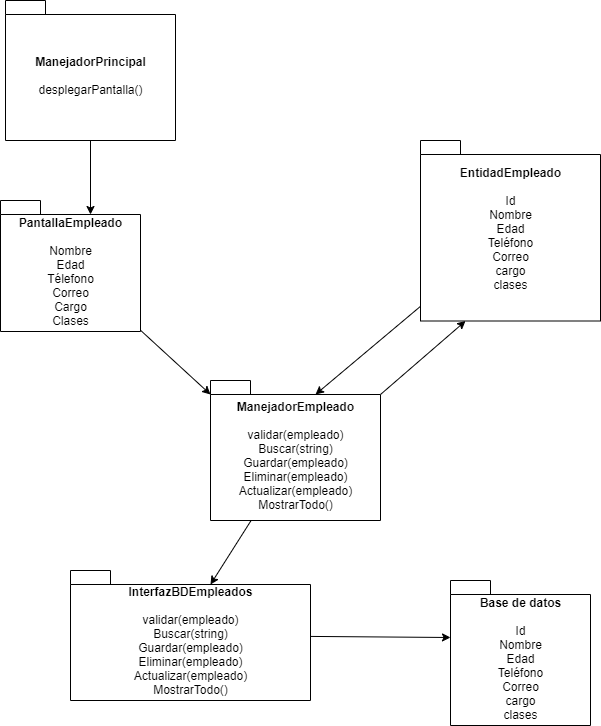 ManejadorPrincipal
desplegarPantalla()
PantallaEmpleado
Nombre
Edad
Télefono
Correo
Cargo
Clases
EntidadEmpleado
Id
Nombre
Edad
Teléfono
Correo
cargo
clases
ManejadorEmpleado
validar(empleado)
Buscar(string)
Guardar(empleado)
Eliminar(empleado)
Actualizar(empleado)
MostrarTodo()
InterfazBDEmpleados
validar(empleado)
Buscar(string)
Guardar(empleado)
Eliminar(empleado)
Actualizar(empleado)
MostrarTodo()
Base de datos
Id
Nombre
Edad
Teléfono
Correo
cargo
clases